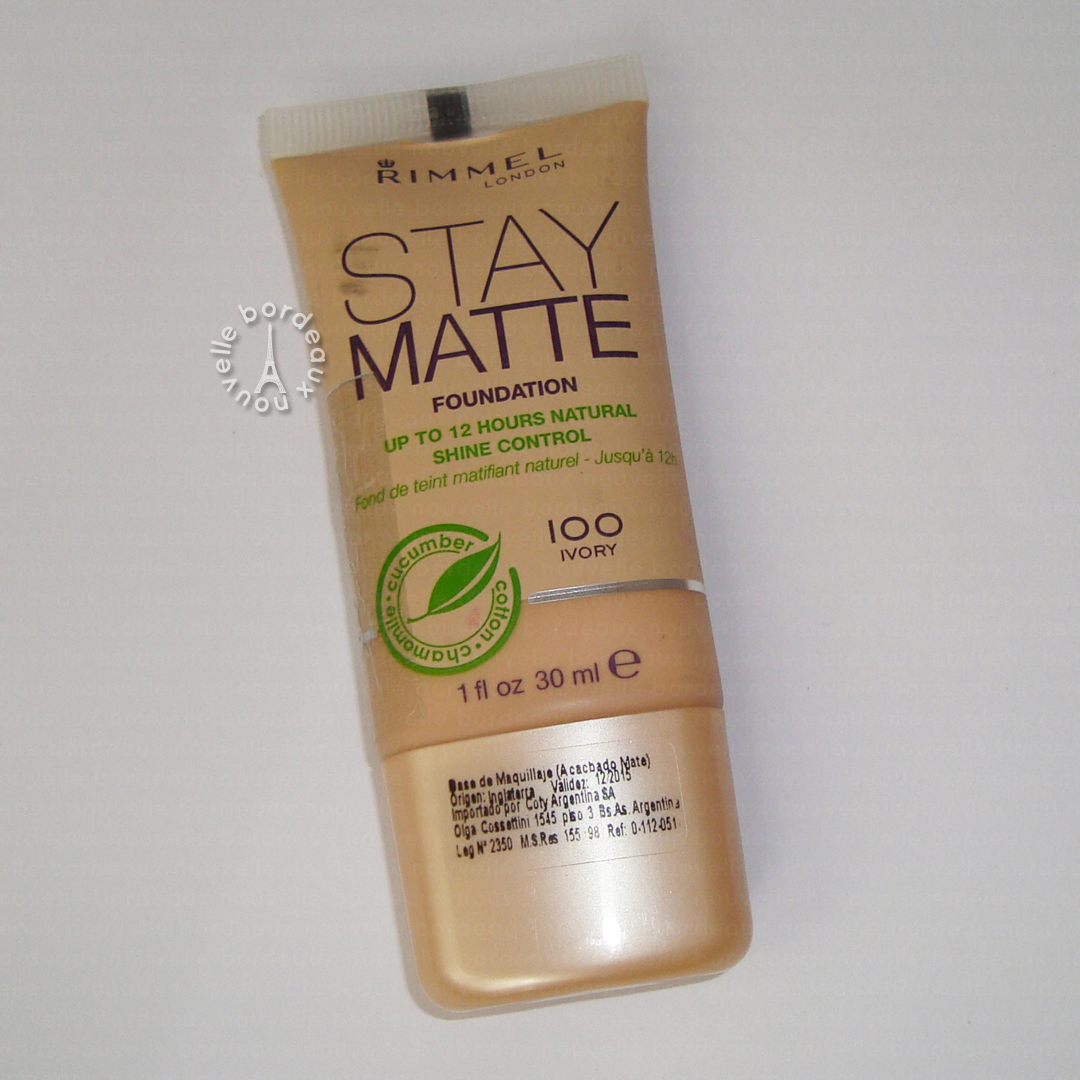 RIMMEL
LONDON
STAY
MATTE
FOUNDATION
UP TO 12 HOURS NATURAL
SHINE CONTROL
Fond de teint matifiant naturel - Jusqu'à 12h
100
IVORY
cucumber • cotton • chamomile •
1 fl oz 30 ml e
Base de Maquillaje (Acacbado Mate)
Origen: Inglaterra Válidez: 12 2015
Importado por Coty Argentina SA
Olga Cossettini 1545 piso 3 Bs.As. Argentina
Leg Nº 2350 M.S.Res 155 98 Ref: 0-112-051
nouvelle bordeaux